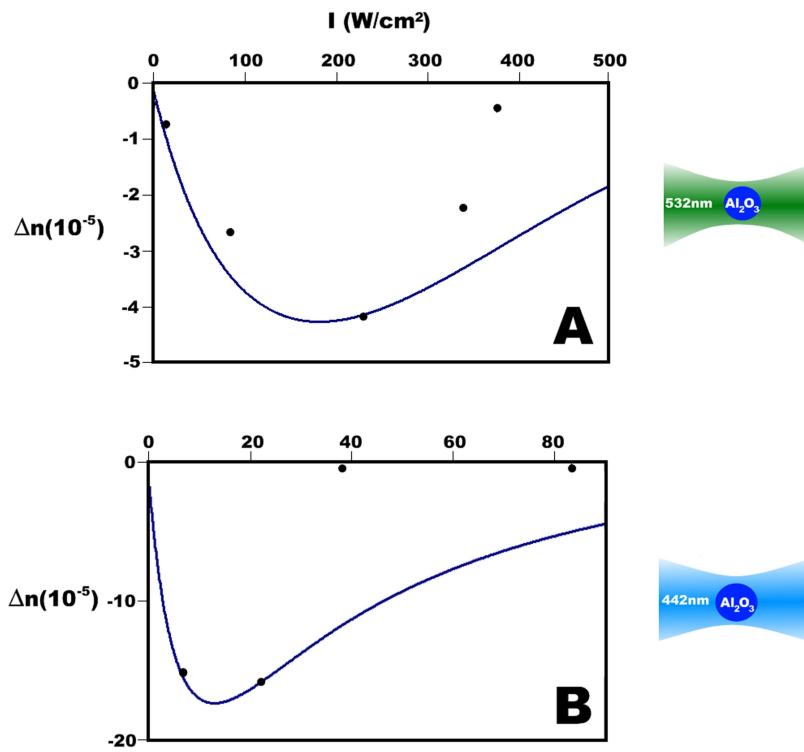 I (W/cm²)
0 100 200 300 400 500
0
-1
-2
-3
-4
-5
Δn(10⁻⁵)
A
532nm Al₂O₃
0 20 40 60 80
0
-10
-20
Δn(10⁻⁵)
B
442nm Al₂O₃